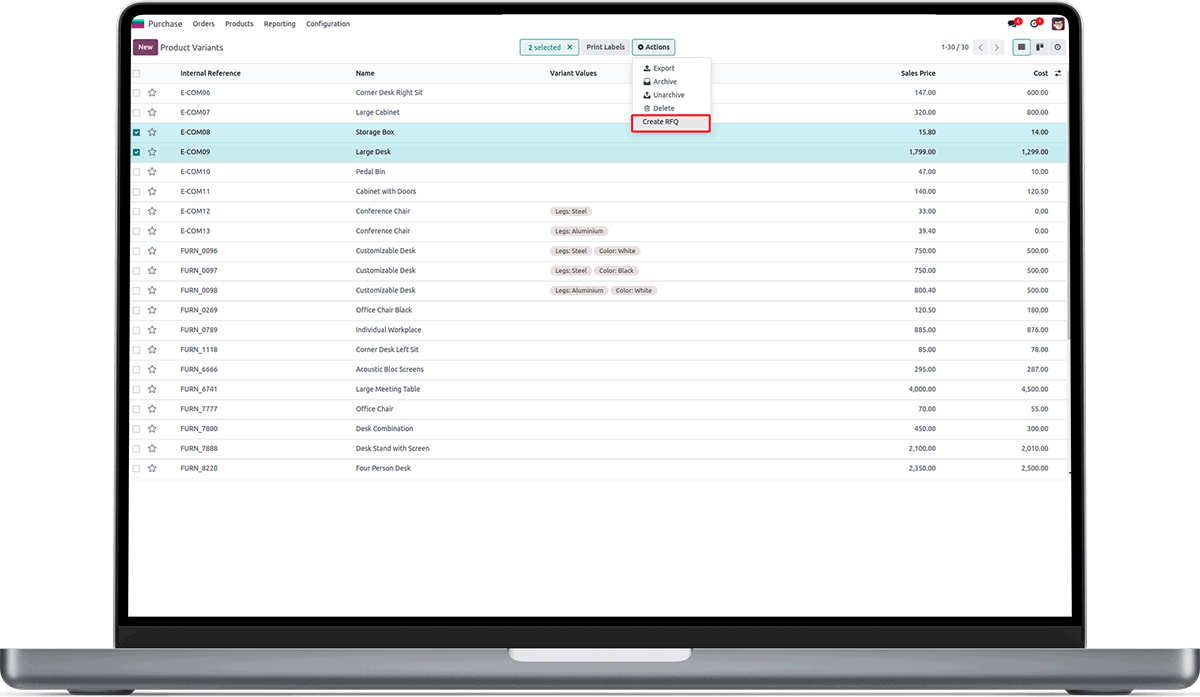 Purchase Orders Products Reporting Configuration
New Product Variants 2 selected × Print Labels Actions 1-30 / 30
Export
Archive
Unarchive
Delete
Create RFQ
Internal Reference Name Variant Values Sales Price Cost
E-COM06 Corner Desk Right Sit 147.00 600.00
E-COM07 Large Cabinet 320.00 800.00
E-COM08 Storage Box 15.80 14.00
E-COM09 Large Desk 1,799.00 1,299.00
E-COM10 Pedal Bin 47.00 10.00
E-COM11 Cabinet with Doors 140.00 120.50
E-COM12 Conference Chair Legs: Steel 33.00 0.00
E-COM13 Conference Chair Legs: Aluminium 39.40 0.00
FURN_0096 Customizable Desk Legs: Steel Color: White 750.00 500.00
FURN_0097 Customizable Desk Legs: Steel Color: Black 750.00 500.00
FURN_0098 Customizable Desk Legs: Aluminium Color: White 800.40 500.00
FURN_0269 Office Chair Black 120.50 180.00
FURN_0789 Individual Workplace 885.00 876.00
FURN_1118 Corner Desk Left Sit 85.00 78.00
FURN_6666 Acoustic Bloc Screens 295.00 287.00
FURN_6741 Large Meeting Table 4,000.00 4,500.00
FURN_7777 Office Chair 70.00 55.00
FURN_7800 Desk Combination 450.00 300.00
FURN_7888 Desk Stand with Screen 2,100.00 2,010.00
FURN_8220 Four Person Desk 2,350.00 2,500.00